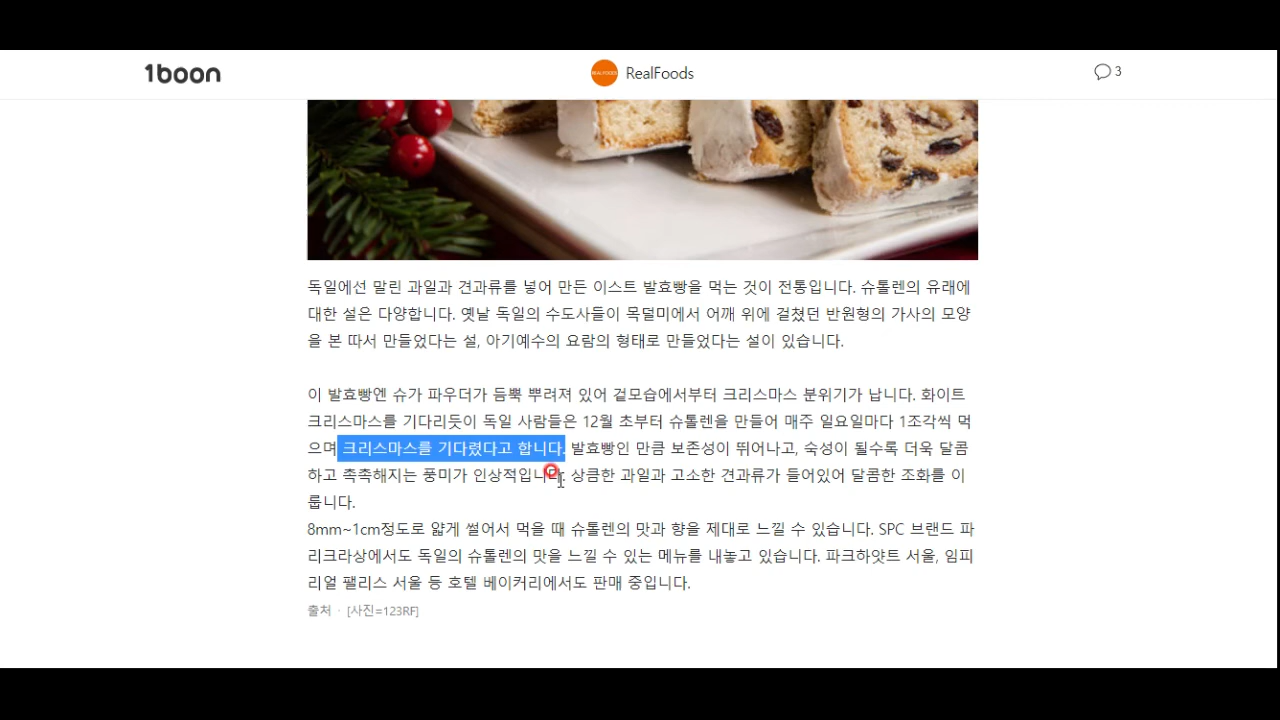 1boon
RealFoods
3
독일에선 말린 과일과 견과류를 넣어 만든 이스트 발효빵을 먹는 것이 전통입니다. 슈톨렌의 유래에
대한 설은 다양합니다. 옛날 독일의 수도사들이 목덜미에서 어깨 위에 걸쳤던 반원형의 가사의 모양
을 본 따서 만들었다는 설, 아기예수의 요람의 형태로 만들었다는 설이 있습니다.
이 발효빵엔 슈가 파우더가 듬뿍 뿌려져 있어 겉모습에서부터 크리스마스 분위기가 납니다. 화이트
크리스마스를 기다리듯이 독일 사람들은 12월 초부터 슈톨렌을 만들어 매주 일요일마다 1조각씩 먹
으며 크리스마스를 기다렸다고 합니다. 발효빵인 만큼 보존성이 뛰어나고, 숙성이 될수록 더욱 달콤
하고 촉촉해지는 풍미가 인상적입니다. 상큼한 과일과 고소한 견과류가 들어있어 달콤한 조화를 이
룹니다.
8mm~1cm정도로 얇게 썰어서 먹을 때 슈톨렌의 맛과 향을 제대로 느낄 수 있습니다. SPC 브랜드 파
리크라상에서도 독일의 슈톨렌의 맛을 느낄 수 있는 메뉴를 내놓고 있습니다. 파크하얏트 서울, 임피
리얼 팰리스 서울 등 호텔 베이커리에서도 판매 중입니다.
출처 · [사진=123RF]